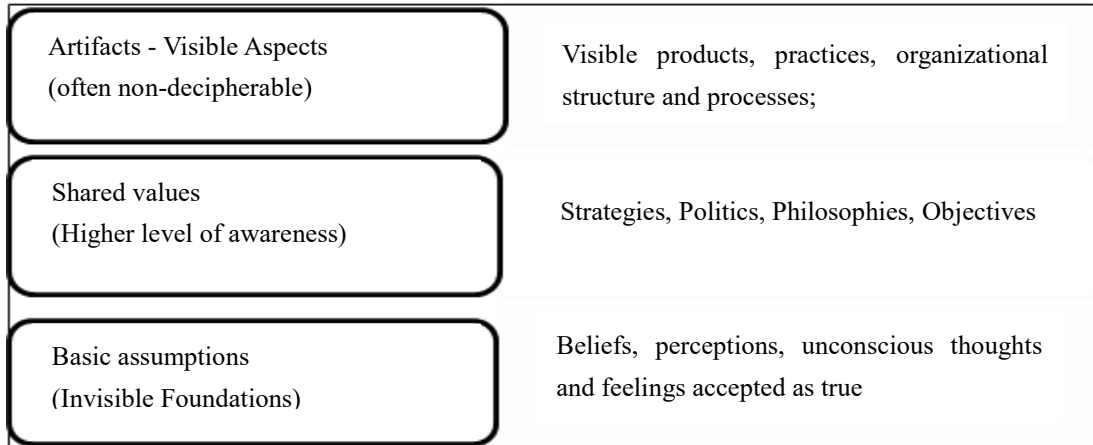 Artifacts - Visible Aspects
(often non-decipherable)
Visible products, practices, organizational
structure and processes;
Shared values
(Higher level of awareness)
Strategies, Politics, Philosophies, Objectives
Basic assumptions
(Invisible Foundations)
Beliefs, perceptions, unconscious thoughts
and feelings accepted as true